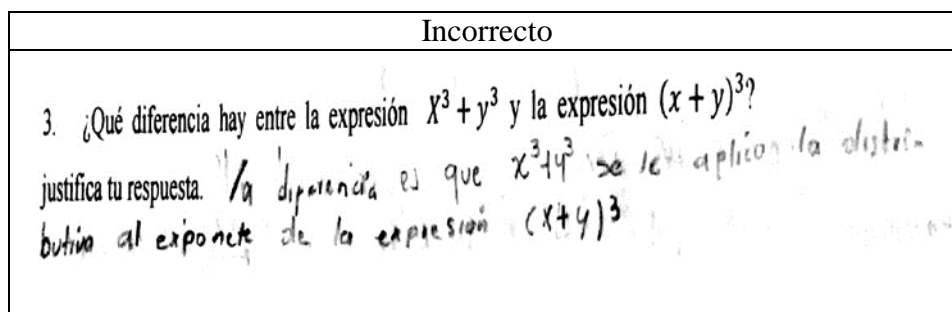 Incorrecto
3. ¿Qué diferencia hay entre la expresión X³ + y³ y la expresión (x + y)³?
justifica tu respuesta. la diferencia es que x³+y³ se le aplico la distri-
butiva al exponete de la expresión (x+y)³